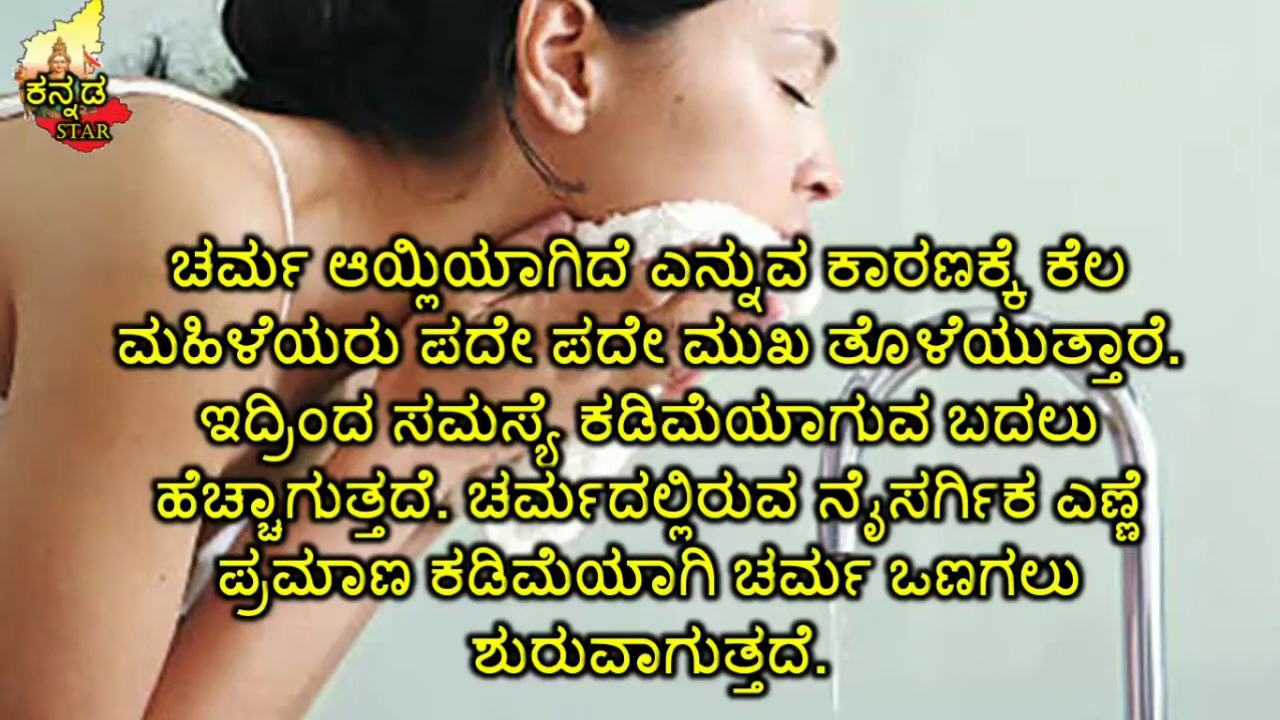 ಕನ್ನಡ
STAR
ಚರ್ಮ ಆಯ್ಲಿಯಾಗಿದೆ ಎನ್ನುವ ಕಾರಣಕ್ಕೆ ಕೆಲ
ಮಹಿಳೆಯರು ಪದೇ ಪದೇ ಮುಖ ತೊಳೆಯುತ್ತಾರೆ.
ಇದ್ರಿಂದ ಸಮಸ್ಯೆ ಕಡಿಮೆಯಾಗುವ ಬದಲು
ಹೆಚ್ಚಾಗುತ್ತದೆ. ಚರ್ಮದಲ್ಲಿರುವ ನೈಸರ್ಗಿಕ ಎಣ್ಣೆ
ಪ್ರಮಾಣ ಕಡಿಮೆಯಾಗಿ ಚರ್ಮ ಒಣಗಲು
ಶುರುವಾಗುತ್ತದೆ.